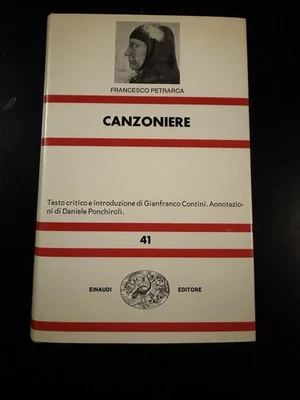 FRANCESCO PETRARCA
CANZONIERE
Testo critico e introduzione di Gianfranco Contini. Annotazio-
ni di Daniele Ponchiroli.
41
EINAUDI EDITORE